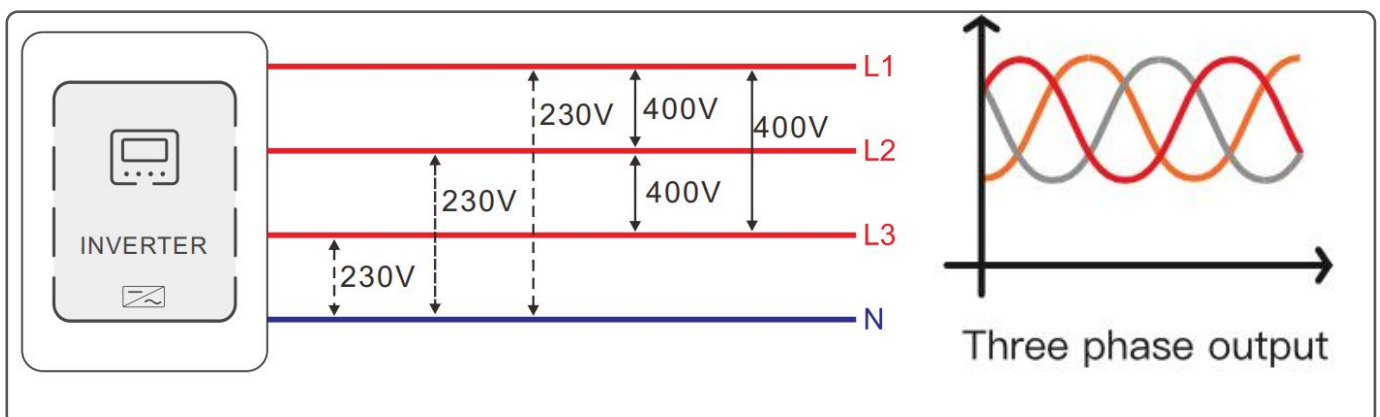 L1
230V
400V
400V
L2
230V
400V
INVERTER
L3
230V
N
Three phase output